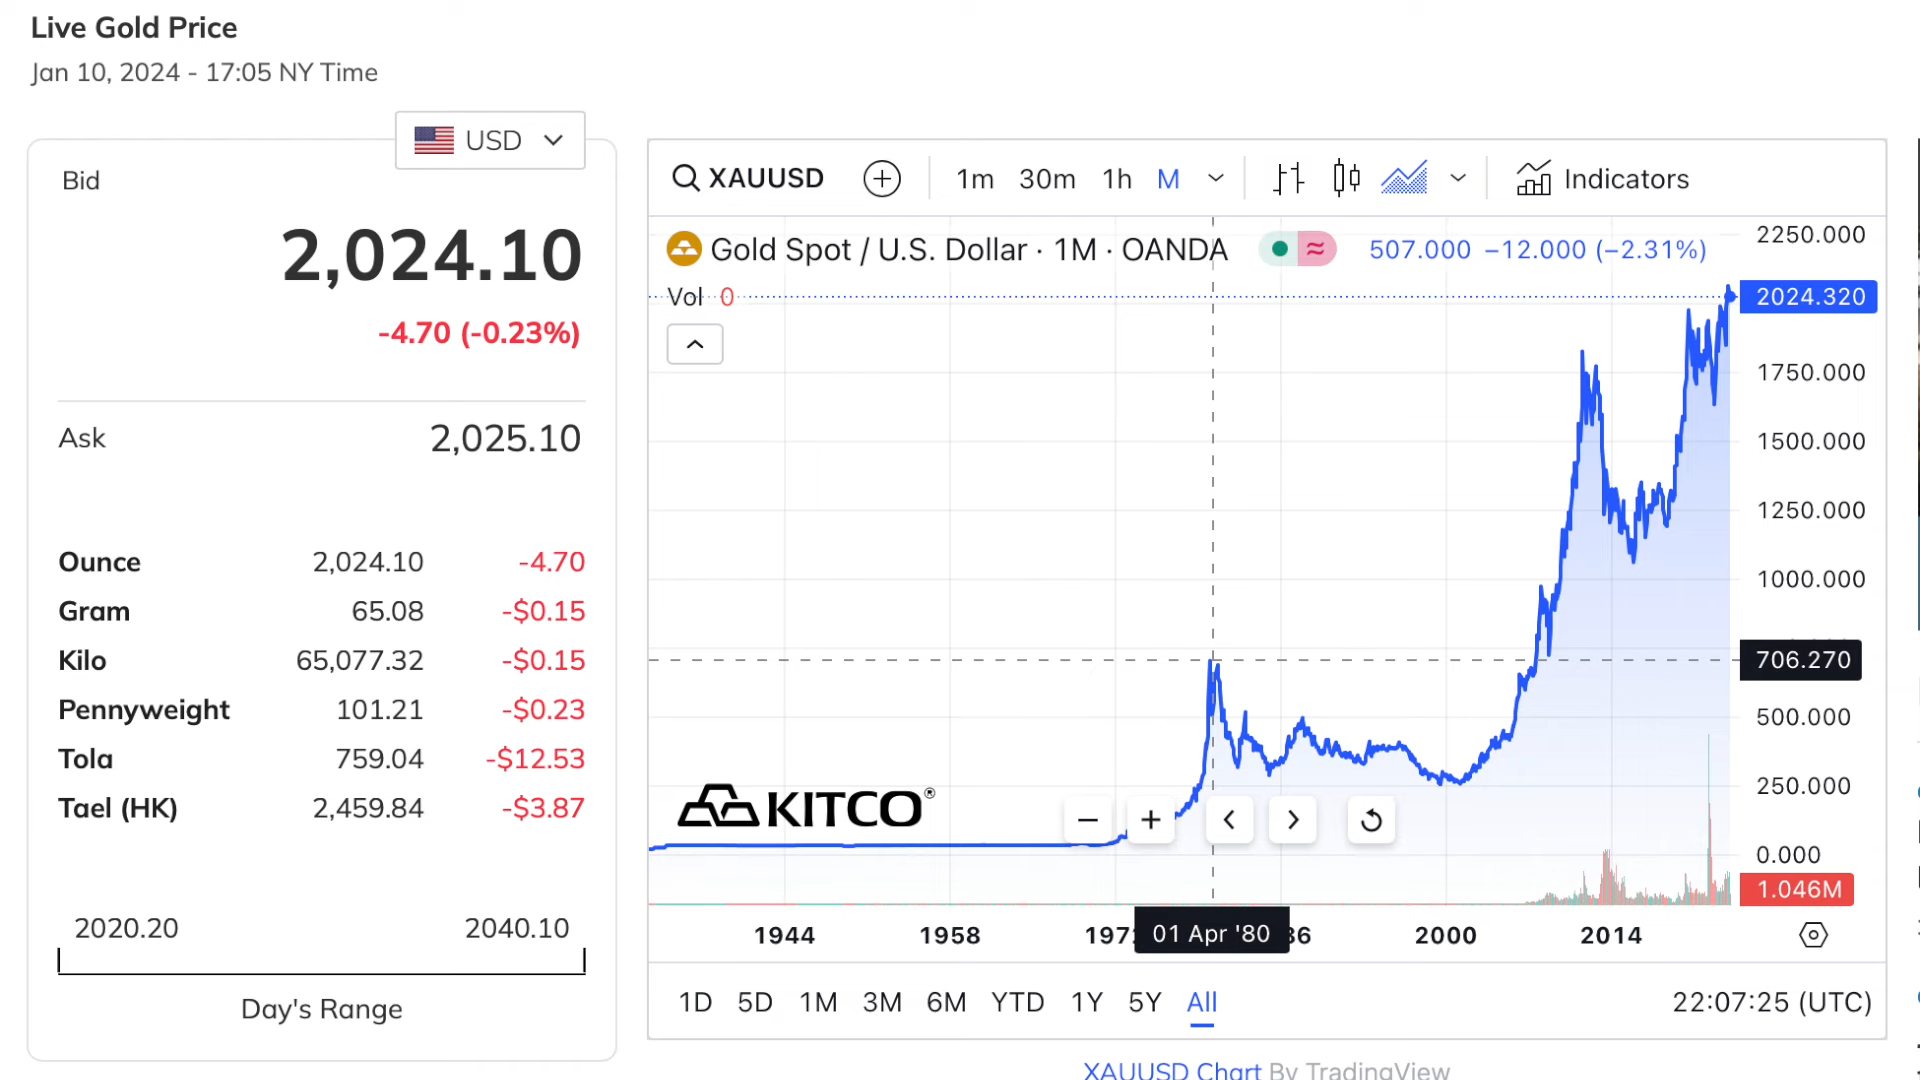 Live Gold Price
Jan 10, 2024 - 17:05 NY Time
USD
Bid
2,024.10
-4.70 (-0.23%)
Ask 2,025.10
Ounce 2,024.10 -4.70
Gram 65.08 -$0.15
Kilo 65,077.32 -$0.15
Pennyweight 101.21 -$0.23
Tola 759.04 -$12.53
Tael (HK) 2,459.84 -$3.87
2020.20 2040.10
Day's Range
XAUUSD 1m 30m 1h M Indicators
Gold Spot / U.S. Dollar · 1M · OANDA 507.000 −12.000 (−2.31%)
Vol 0
2250.000
2024.320
1750.000
1500.000
1250.000
1000.000
706.270
500.000
250.000
0.000
1.046M
KITCO®
1944 1958 197 01 Apr '80 36 2000 2014
1D 5D 1M 3M 6M YTD 1Y 5Y All 22:07:25 (UTC)
XAUUSD Chart By TradingView